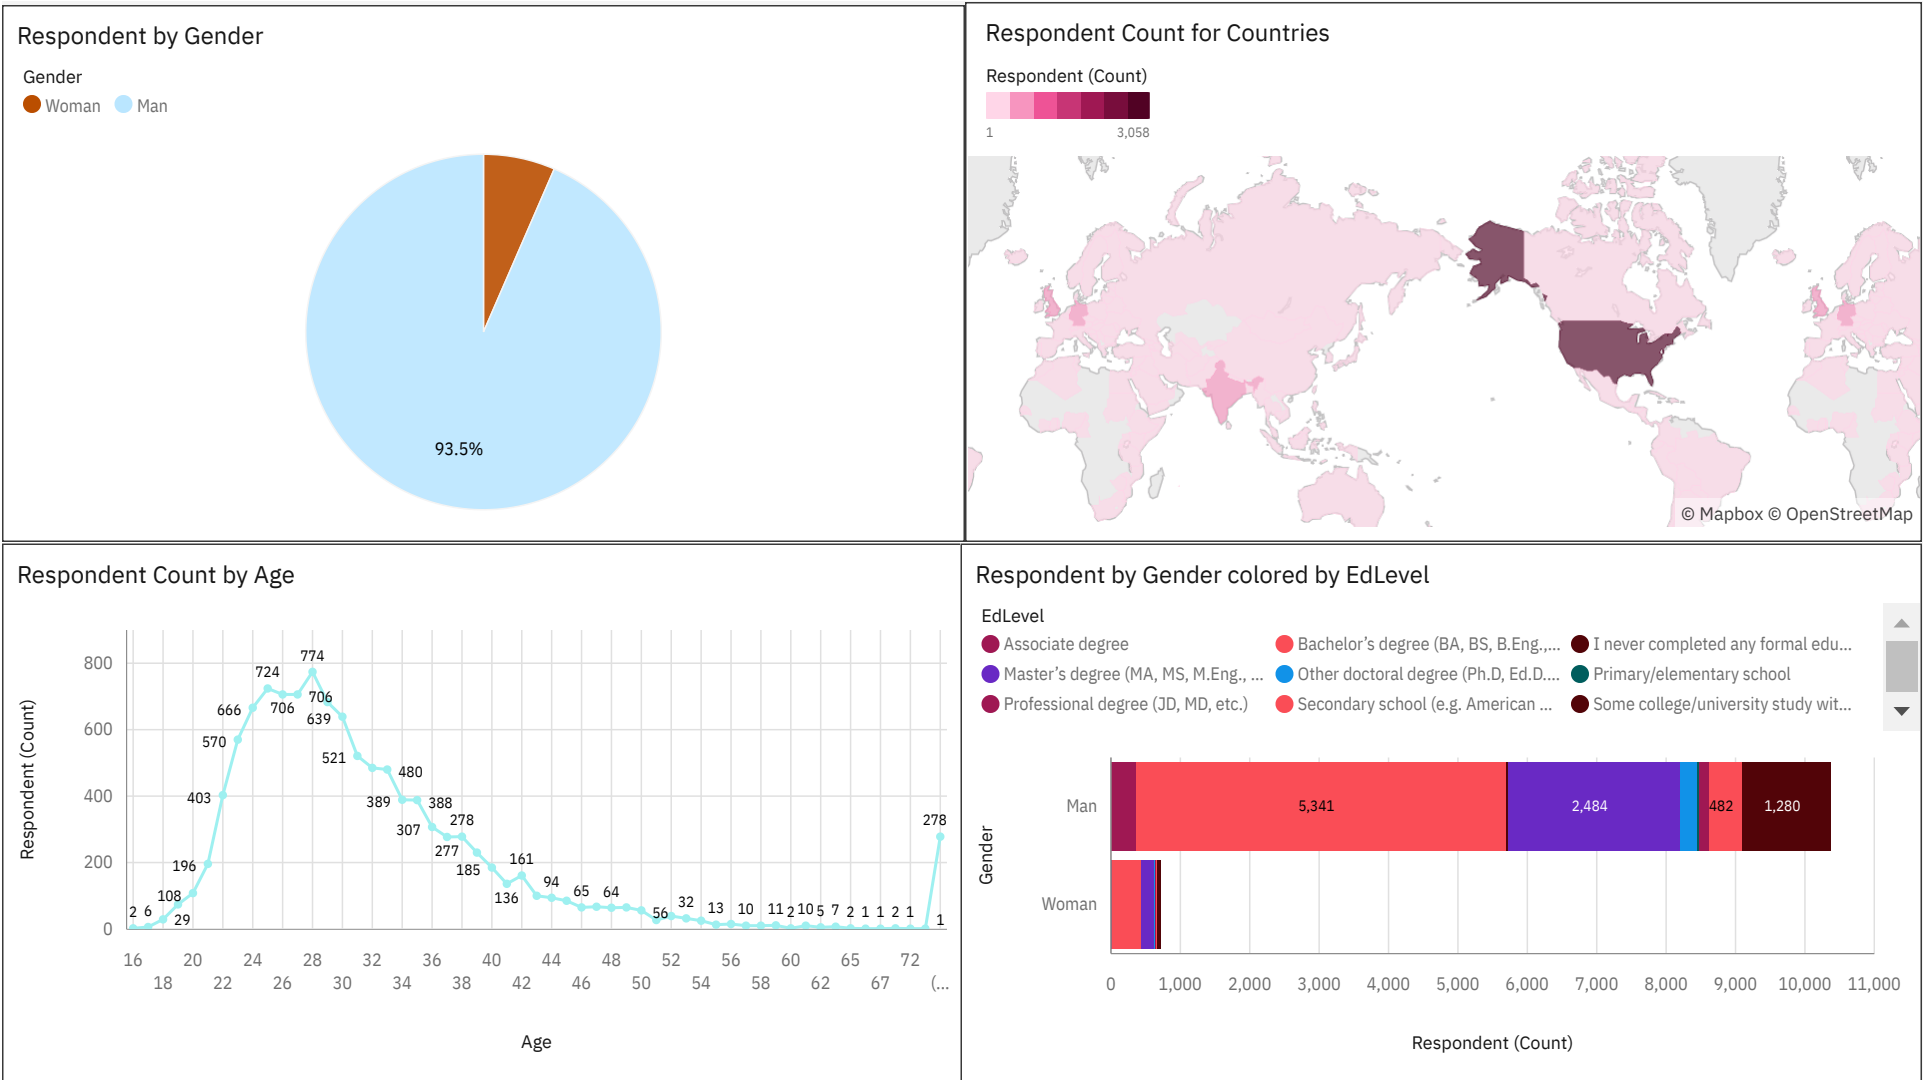 Respondent by Gender
Gender
Woman Man
93.5%
Respondent Count for Countries
Respondent (Count)
1 3,058
© Mapbox © OpenStreetMap
Respondent Count by Age
Respondent (Count)
800
600
400
200
0
2 6 108 29 196 403 570 666 724 706 774 706 639 521 480 389 388 307 278 277 185 161 136 94 65 64 56 32 13 10 11 2 10 5 7 2 1 1 2 1 278 1
16 20 24 28 32 36 40 44 48 52 56 60 65 72
18 22 26 30 34 38 42 46 50 54 58 62 67 (...
Age
Respondent by Gender colored by EdLevel
EdLevel
Associate degree Bachelor’s degree (BA, BS, B.Eng.,... I never completed any formal edu...
Master’s degree (MA, MS, M.Eng., ... Other doctoral degree (Ph.D, Ed.D.... Primary/elementary school
Professional degree (JD, MD, etc.) Secondary school (e.g. American ... Some college/university study wit...
Gender
Man 5,341 2,484 482 1,280
Woman
0 1,000 2,000 3,000 4,000 5,000 6,000 7,000 8,000 9,000 10,000 11,000
Respondent (Count)